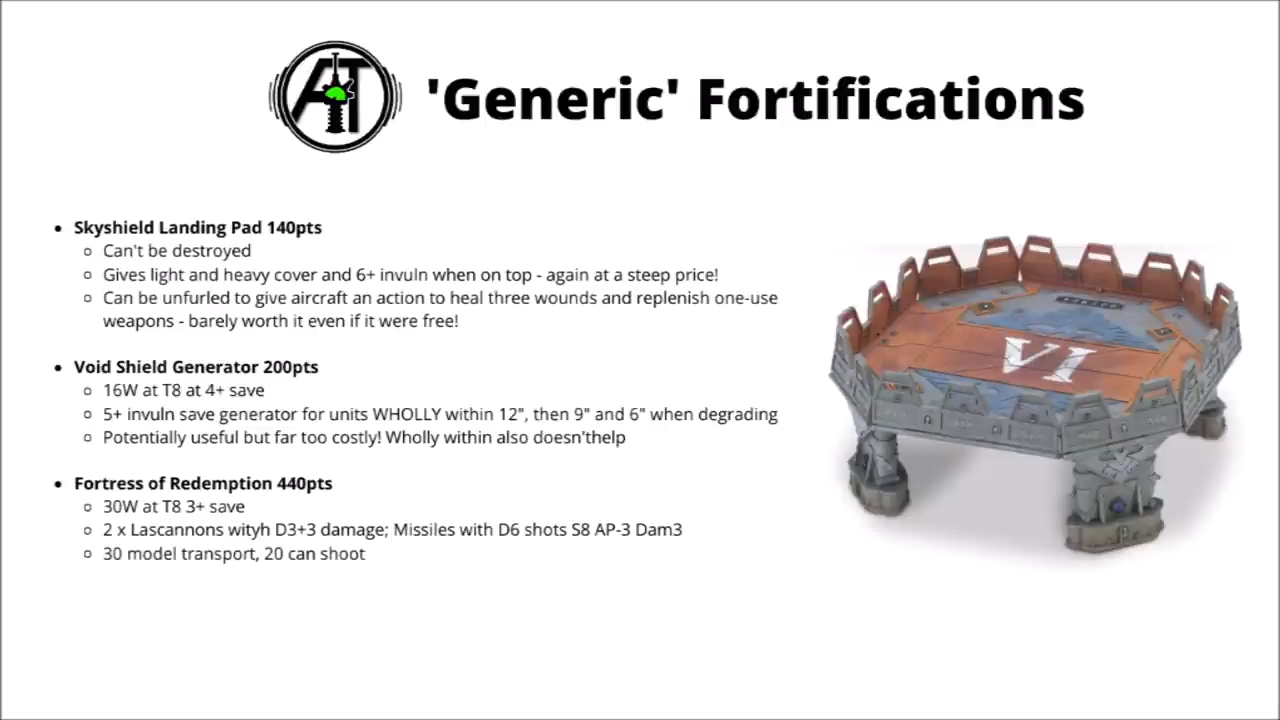 AT
'Generic' Fortifications
• Skyshield Landing Pad 140pts
○ Can't be destroyed
○ Gives light and heavy cover and 6+ invuln when on top - again at a steep price!
○ Can be unfurled to give aircraft an action to heal three wounds and replenish one-use
weapons - barely worth it even if it were free!
• Void Shield Generator 200pts
○ 16W at T8 at 4+ save
○ 5+ invuln save generator for units WHOLLY within 12", then 9" and 6" when degrading
○ Potentially useful but far too costly! Wholly within also doesn'thelp
• Fortress of Redemption 440pts
○ 30W at T8 3+ save
○ 2 x Lascannons wityh D3+3 damage; Missiles with D6 shots S8 AP-3 Dam3
○ 30 model transport, 20 can shoot
VI